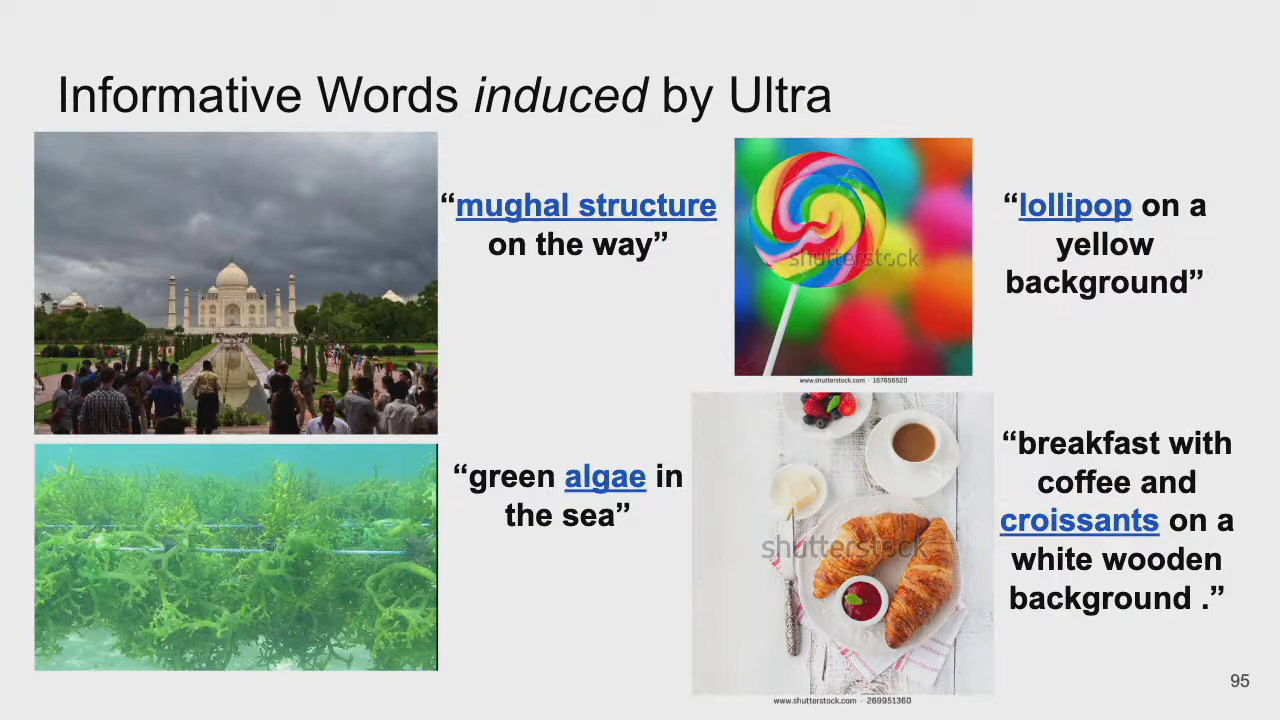 Informative Words induced by Ultra
“mughal structure
on the way”
shutterstock
www.shutterstock.com · 167656520
“lollipop on a
yellow
background”
“green algae in
the sea”
shutterstock
www.shutterstock.com · 269951360
“breakfast with
coffee and
croissants on a
white wooden
background .”
95